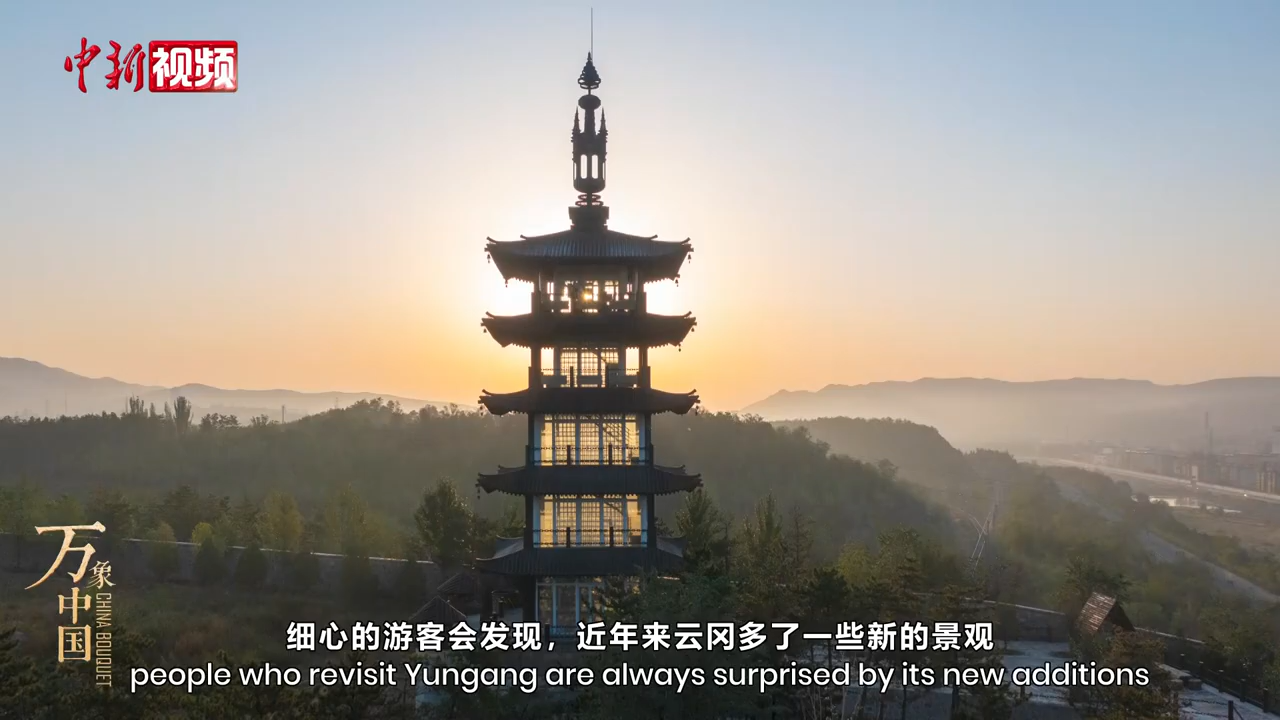 中新视频
万象中国
CHINA BOUQUET
细心的游客会发现，近年来云冈多了一些新的景观
people who revisit Yungang are always surprised by its new additions